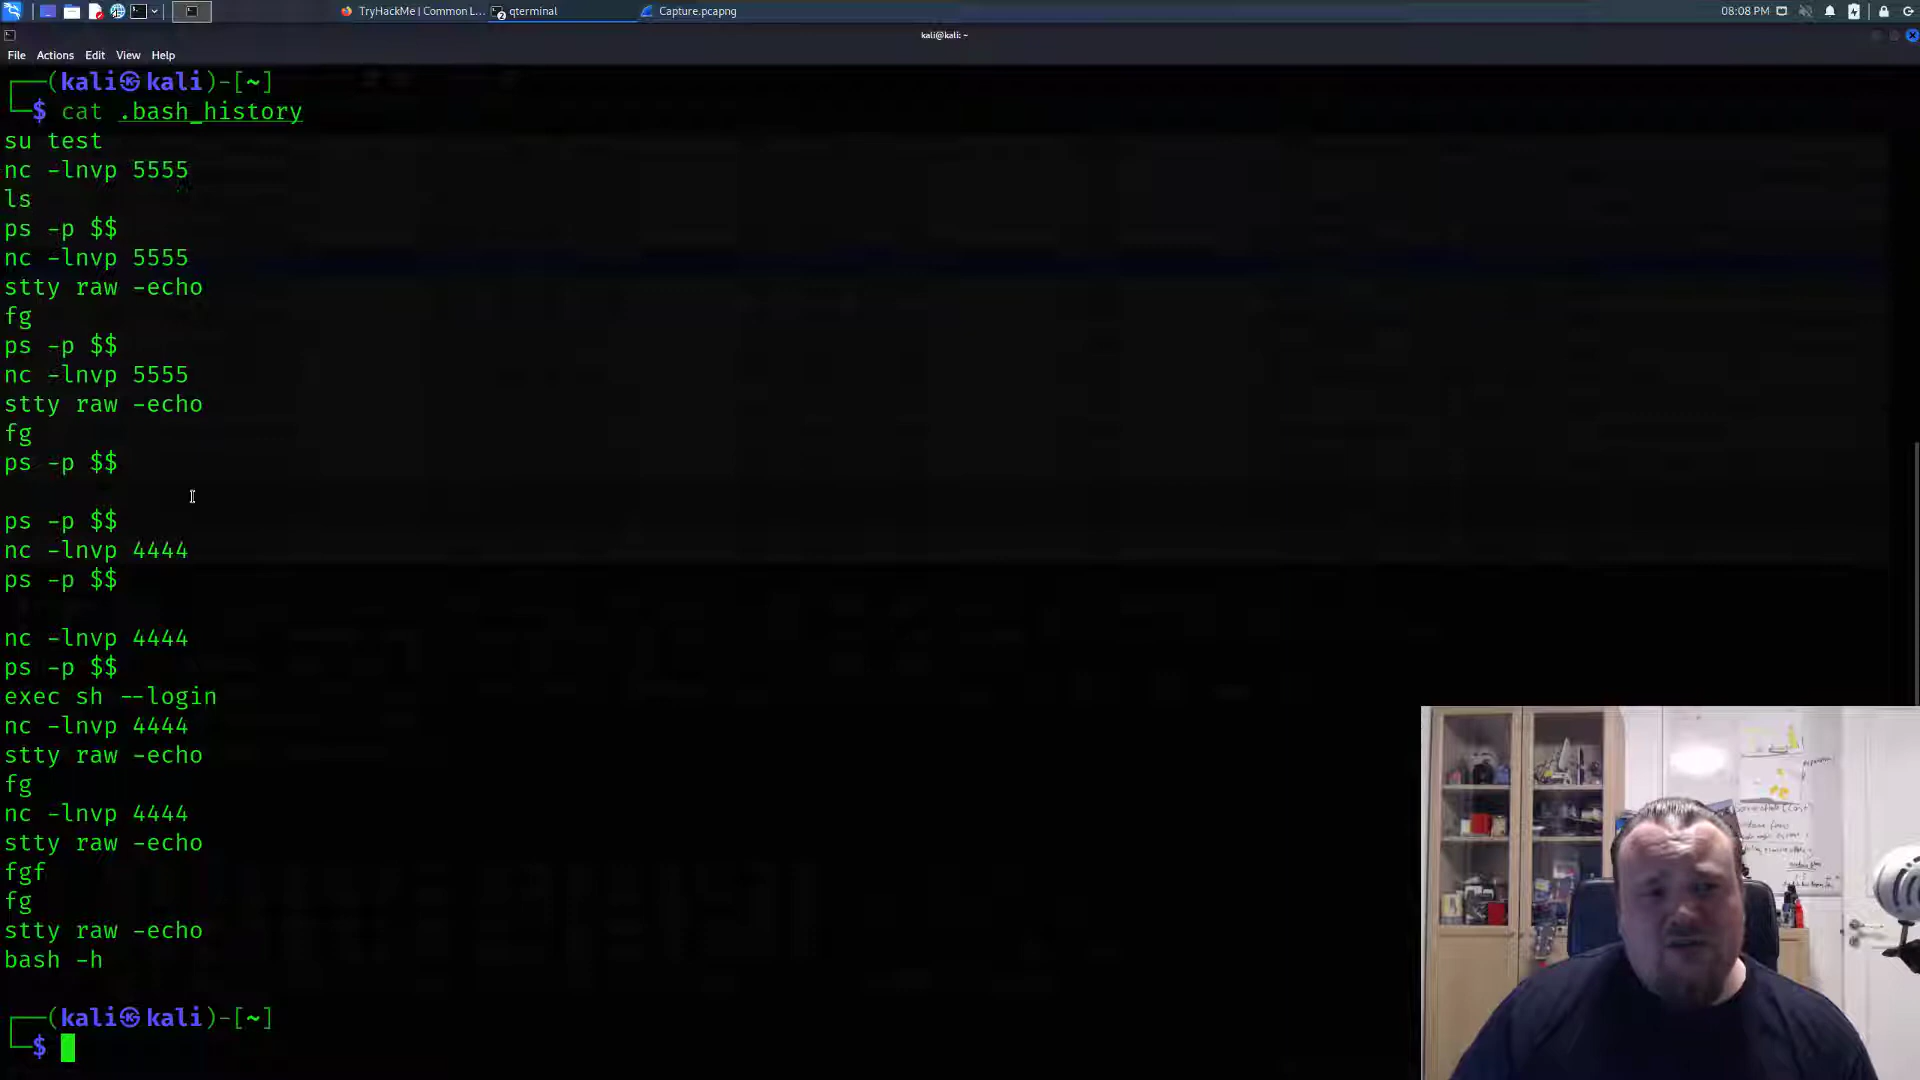 TryHackMe | Common L...
qterminal
Capture.pcapng
08:08 PM
kali@kali: ~
File Actions Edit View Help
┌──(kali㉿kali)-[~]
└─$ cat .bash_history
su test
nc -lnvp 5555
ls
ps -p $$
nc -lnvp 5555
stty raw -echo
fg
ps -p $$
nc -lnvp 5555
stty raw -echo
fg
ps -p $$
ps -p $$
nc -lnvp 4444
ps -p $$
nc -lnvp 4444
ps -p $$
exec sh --login
nc -lnvp 4444
stty raw -echo
fg
nc -lnvp 4444
stty raw -echo
fgf
fg
stty raw -echo
bash -h
┌──(kali㉿kali)-[~]
└─$